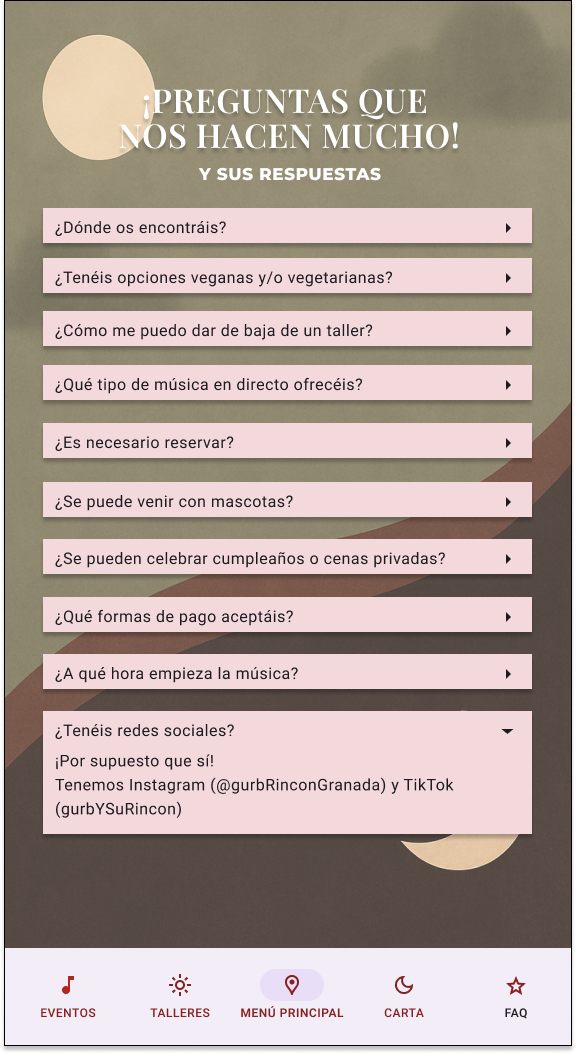 ¡PREGUNTAS QUE
NOS HACEN MUCHO!
Y SUS RESPUESTAS
¿Dónde os encontráis?
¿Tenéis opciones veganas y/o vegetarianas?
¿Cómo me puedo dar de baja de un taller?
¿Qué tipo de música en directo ofrecéis?
¿Es necesario reservar?
¿Se puede venir con mascotas?
¿Se pueden celebrar cumpleaños o cenas privadas?
¿Qué formas de pago aceptáis?
¿A qué hora empieza la música?
¿Tenéis redes sociales?
¡Por supuesto que sí!
Tenemos Instagram (@gurbRinconGranada) y TikTok
(gurbYSuRincon)
EVENTOS
TALLERES
MENÚ PRINCIPAL
CARTA
FAQ